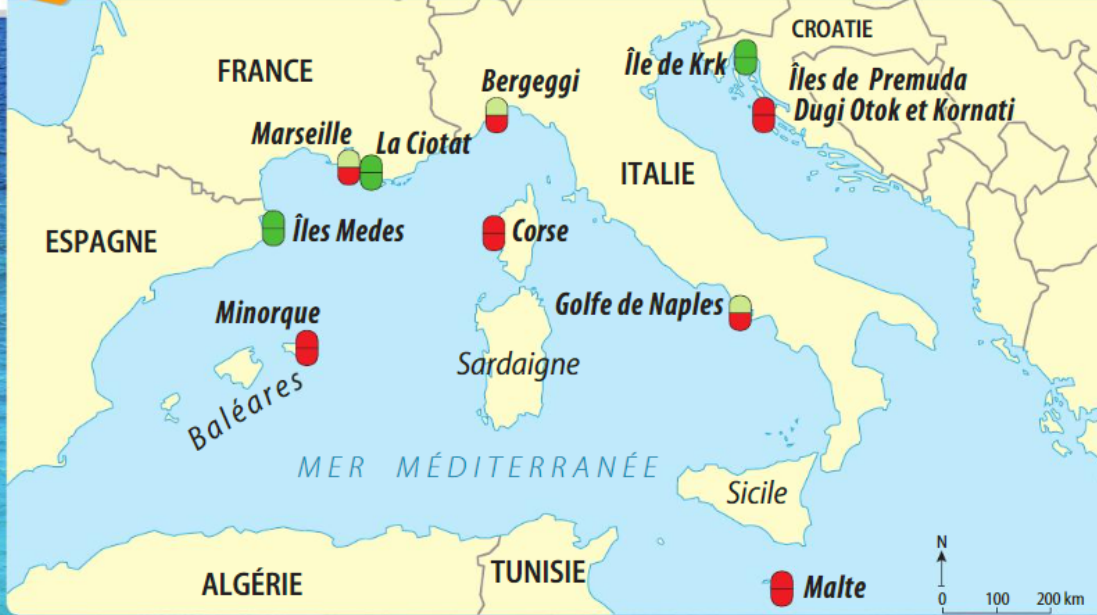 CROATIE
FRANCE
Île de Krk
Bergeggi
Îles de Premuda
Dugi Otok et Kornati
Marseille
La Ciotat
ITALIE
ESPAGNE
Îles Medes
Corse
Golfe de Naples
Minorque
Sardaigne
Baléares
MER MÉDITERRANÉE
Sicile
ALGÉRIE
TUNISIE
Malte
N
0 100 200 km